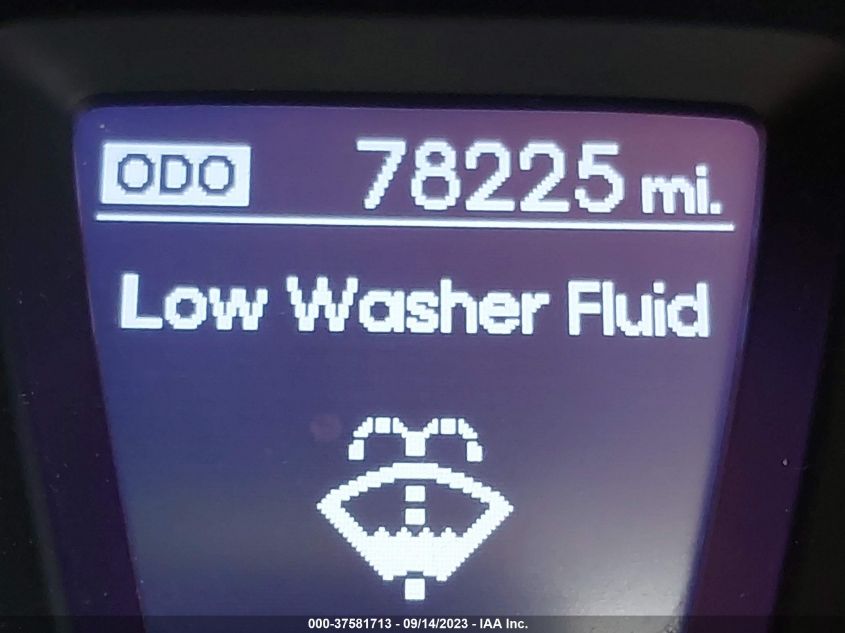 ODO 78225 mi.
Low Washer Fluid
000-37581713 - 09/14/2023 - IAA Inc.